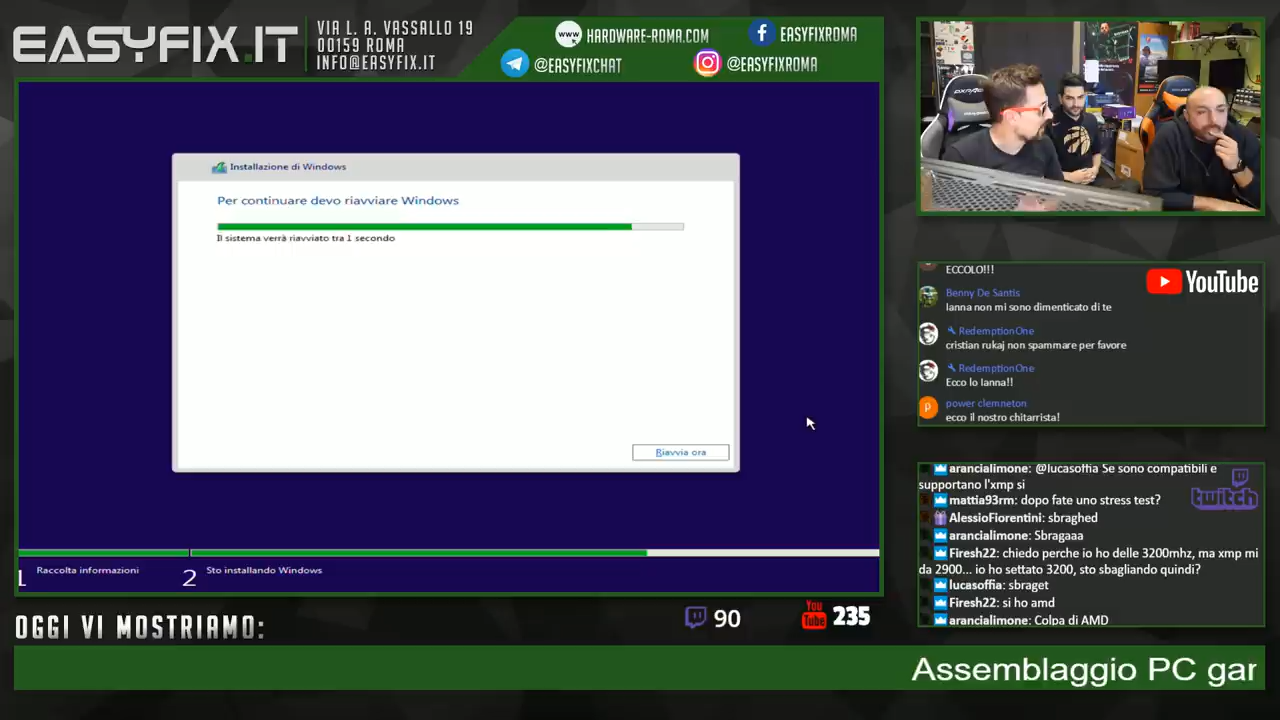 EASYFIX.IT
VIA L. A. VASSALLO 19
00159 ROMA
INFO@EASYFIX.IT
www
HARDWARE-ROMA.COM
EASYFIXROMA
@EASYFIXCHAT
@EASYFIXROMA
Installazione di Windows
Per continuare devo riavviare Windows
Il sistema verrà riavviato tra 1 secondo
Riavvia ora
1 Raccolta informazioni
2 Sto installando Windows
ECCOLO!!!
YouTube
Benny De Santis
Ianna non mi sono dimenticato di te
RedemptionOne
cristian rukaj non spammare per favore
RedemptionOne
Ecco lo Ianna!!
p
power clemneton
ecco il nostro chitarrista!
arancialimone: @lucasoffia Se sono compatibili e
supportano l'xmp si
twitch
mattia93rm: dopo fate uno stress test?
AlessioFiorentini: sbraghed
arancialimone: Sbragaaa
Firesh22: chiedo perche io ho delle 3200mhz, ma xmp mi
da 2900... io ho settato 3200, sto sbagliando quindi?
lucasoffia: sbraget
Firesh22: si ho amd
arancialimone: Colpa di AMD
OGGI VI MOSTRIAMO:
90
You
Tube
235
Assemblaggio PC gar